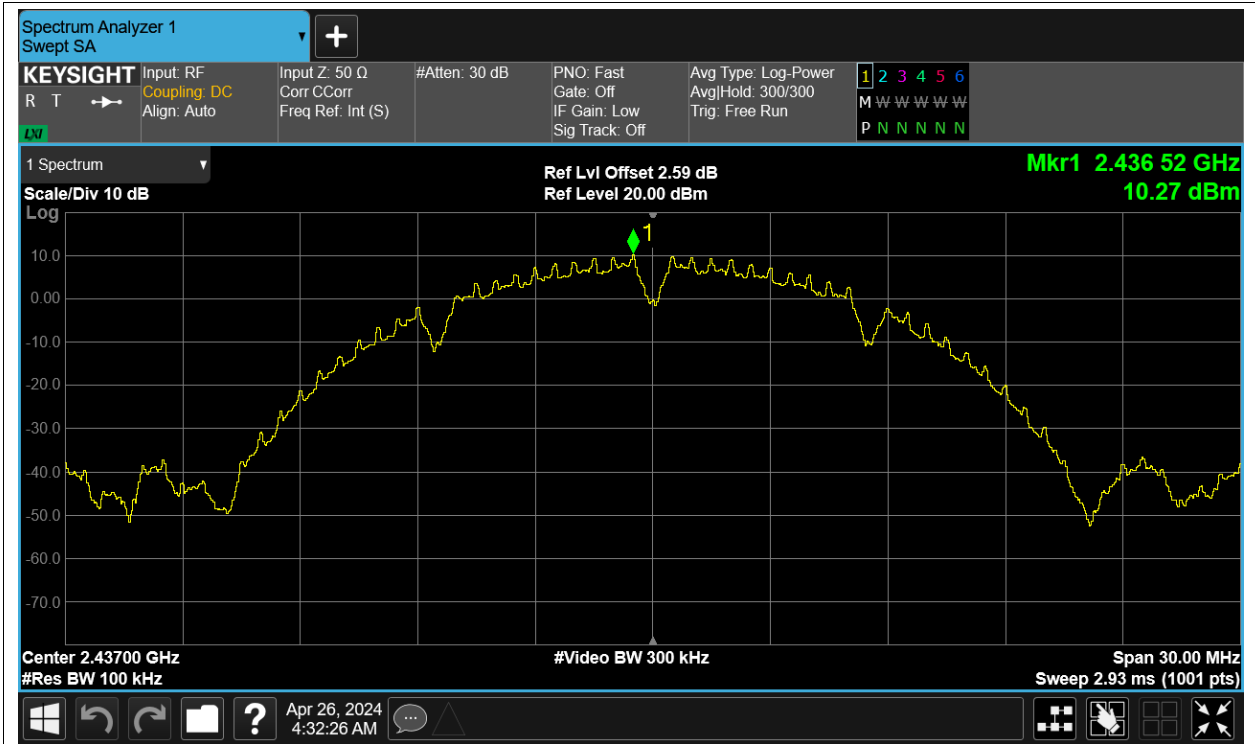 Spectrum Analyzer 1
Swept SA
KEYSIGHT
R T
LXI
Input: RF
Coupling: DC
Align: Auto
Input Z: 50 Ω
Corr CCorr
Freq Ref: Int (S)
#Atten: 30 dB
PNO: Fast
Gate: Off
IF Gain: Low
Sig Track: Off
Avg Type: Log-Power
Avg|Hold: 300/300
Trig: Free Run
1 2 3 4 5 6
M W W W W W
P N N N N N
1 Spectrum
Scale/Div 10 dB
Log
Ref Lvl Offset 2.59 dB
Ref Level 20.00 dBm
Mkr1 2.436 52 GHz
10.27 dBm
1
10.0
0.00
-10.0
-20.0
-30.0
-40.0
-50.0
-60.0
-70.0
Center 2.43700 GHz
#Res BW 100 kHz
#Video BW 300 kHz
Span 30.00 MHz
Sweep 2.93 ms (1001 pts)
?
Apr 26, 2024
4:32:26 AM